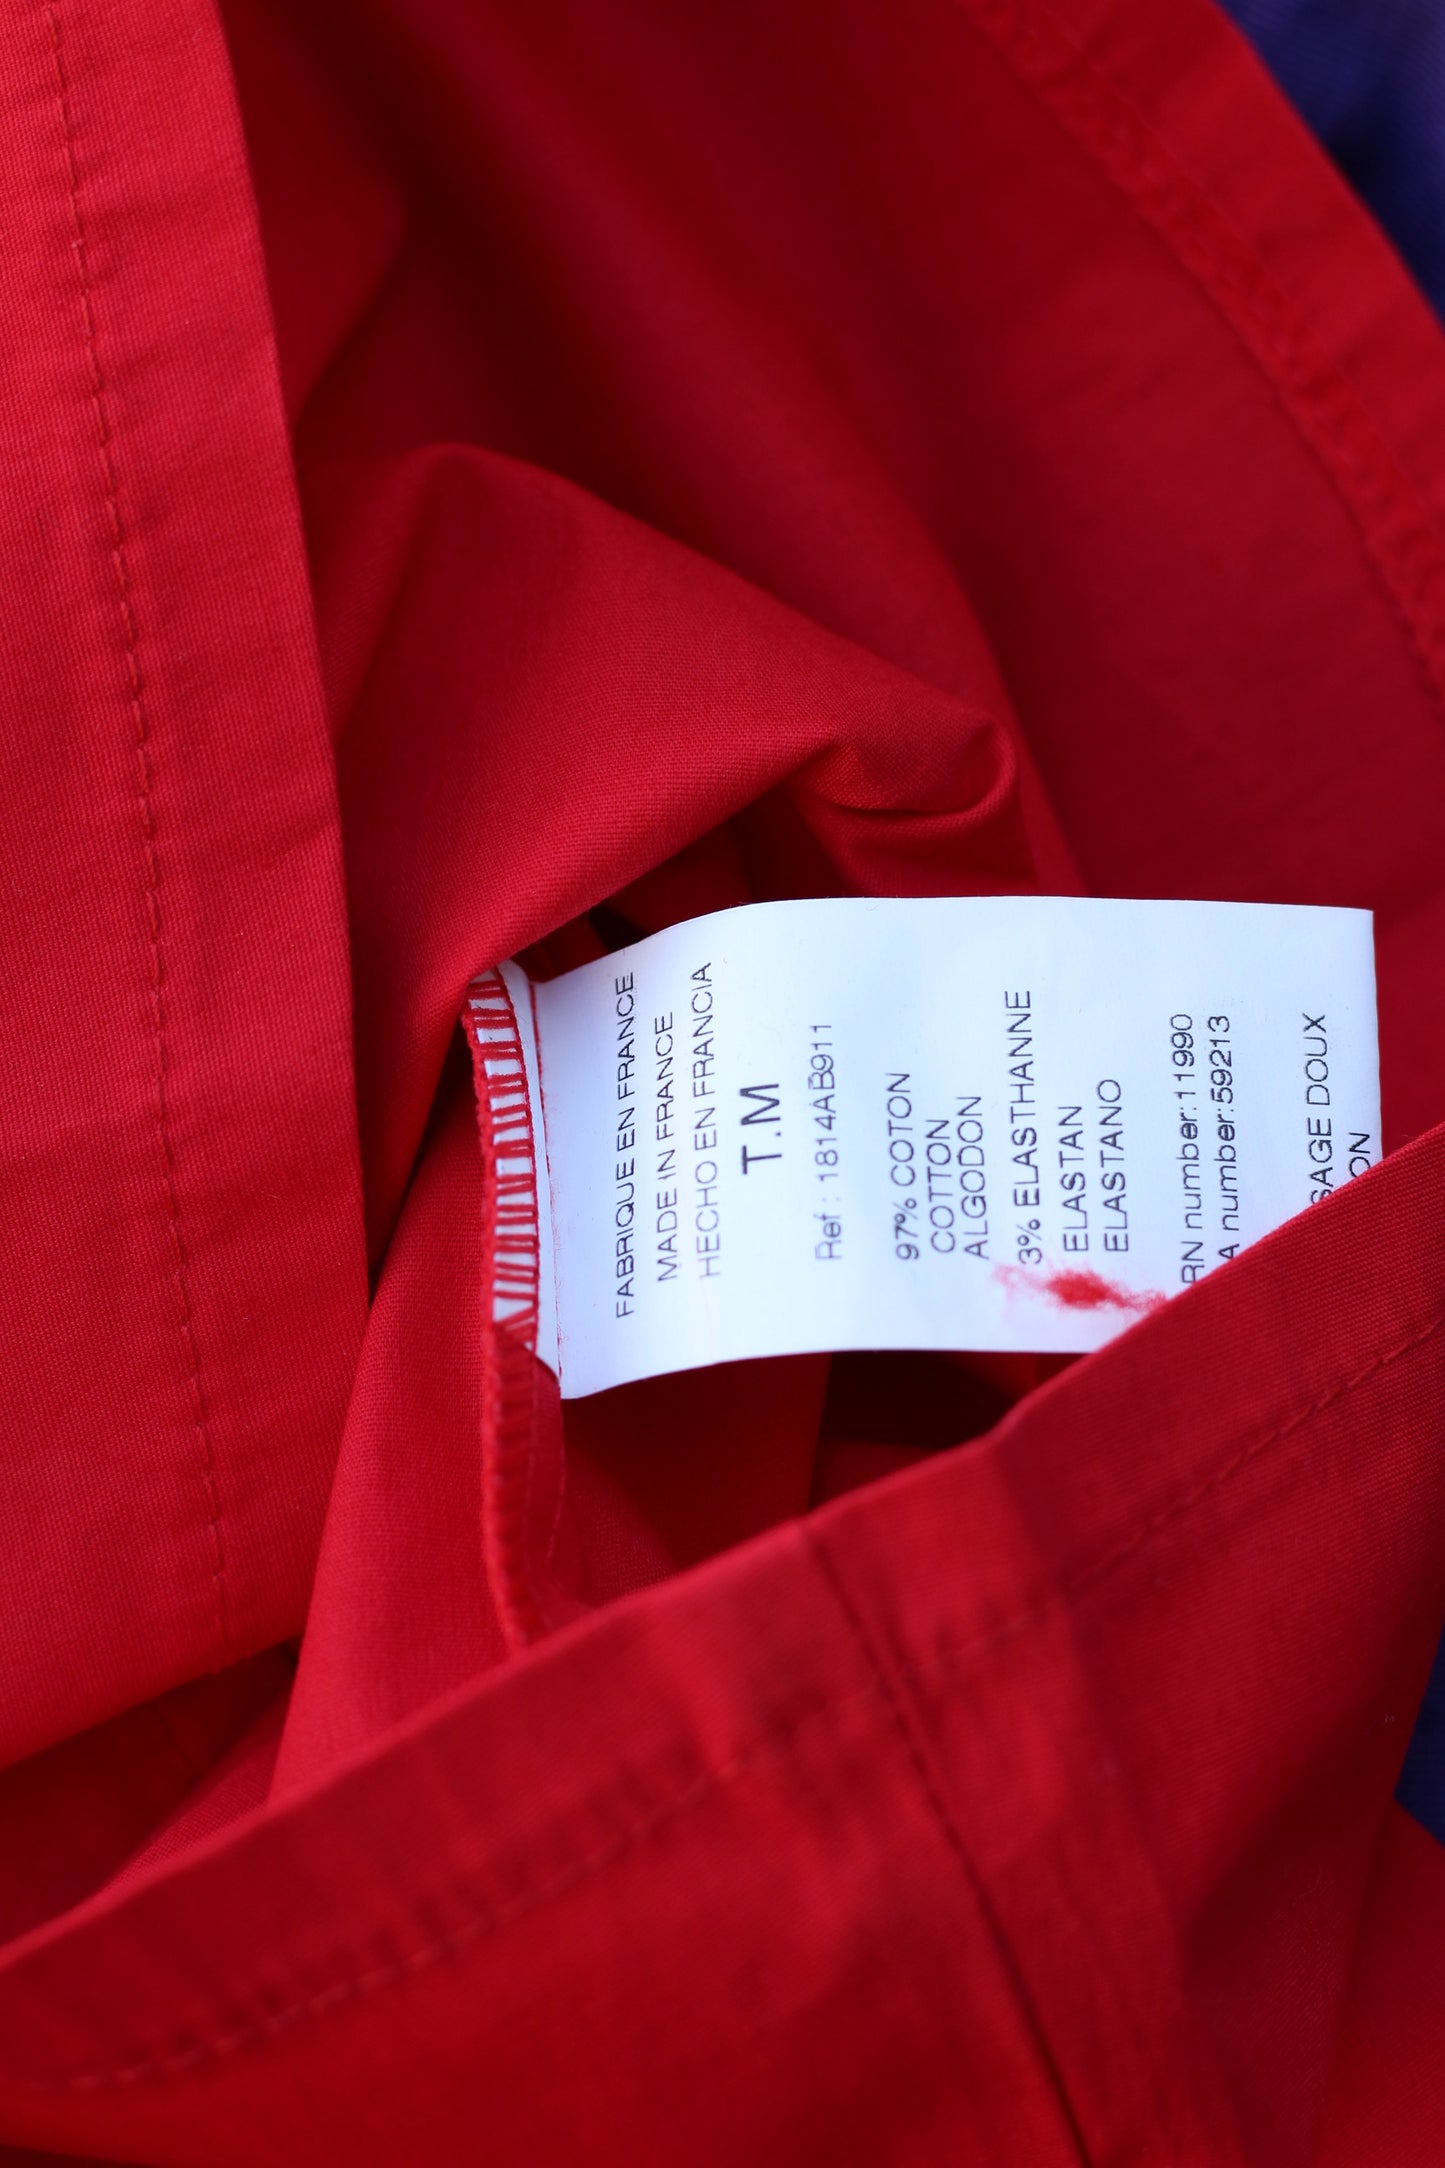 FABRIQUE EN FRANCE
MADE IN FRANCE
HECHO EN FRANCIA
T.M
Ref : 1814AB911
97% COTON
COTTON
ALGODON
3% ELASTHANNE
ELASTAN
ELASTANO
RN number:11990
A number:59213
SAGE DOUX
ON